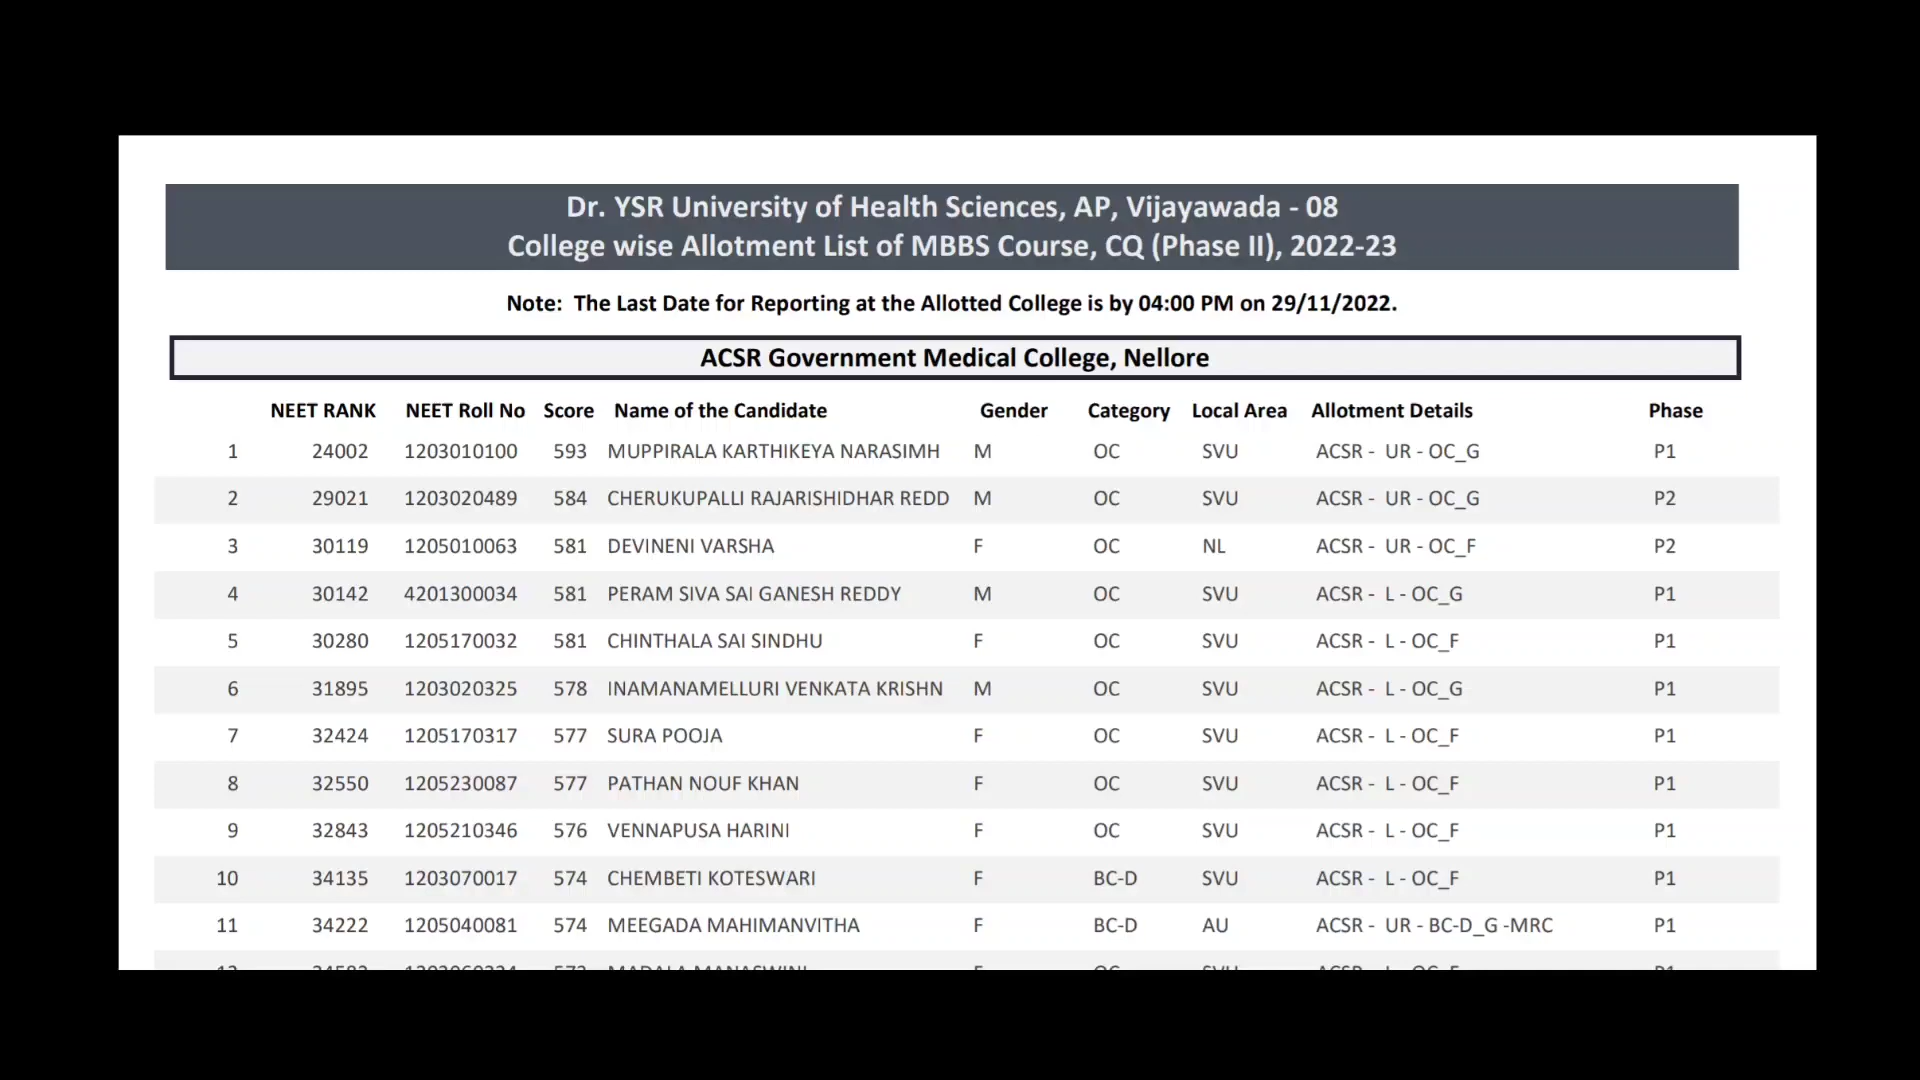 Dr. YSR University of Health Sciences, AP, Vijayawada - 08
College wise Allotment List of MBBS Course, CQ (Phase II), 2022-23
Note: The Last Date for Reporting at the Allotted College is by 04:00 PM on 29/11/2022.
ACSR Government Medical College, Nellore
NEET RANK NEET Roll No Score Name of the Candidate Gender Category Local Area Allotment Details Phase
1 24002 1203010100 593 MUPPIRALA KARTHIKEYA NARASIMH M OC SVU ACSR - UR - OC_G P1
2 29021 1203020489 584 CHERUKUPALLI RAJARISHIDHAR REDD M OC SVU ACSR - UR - OC_G P2
3 30119 1205010063 581 DEVINENI VARSHA F OC NL ACSR - UR - OC_F P2
4 30142 4201300034 581 PERAM SIVA SAI GANESH REDDY M OC SVU ACSR - L - OC_G P1
5 30280 1205170032 581 CHINTHALA SAI SINDHU F OC SVU ACSR - L - OC_F P1
6 31895 1203020325 578 INAMANAMELLURI VENKATA KRISHN M OC SVU ACSR - L - OC_G P1
7 32424 1205170317 577 SURA POOJA F OC SVU ACSR - L - OC_F P1
8 32550 1205230087 577 PATHAN NOUF KHAN F OC SVU ACSR - L - OC_F P1
9 32843 1205210346 576 VENNAPUSA HARINI F OC SVU ACSR - L - OC_F P1
10 34135 1203070017 574 CHEMBETI KOTESWARI F BC-D SVU ACSR - L - OC_F P1
11 34222 1205040081 574 MEEGADA MAHIMANVITHA F BC-D AU ACSR - UR - BC-D_G -MRC P1